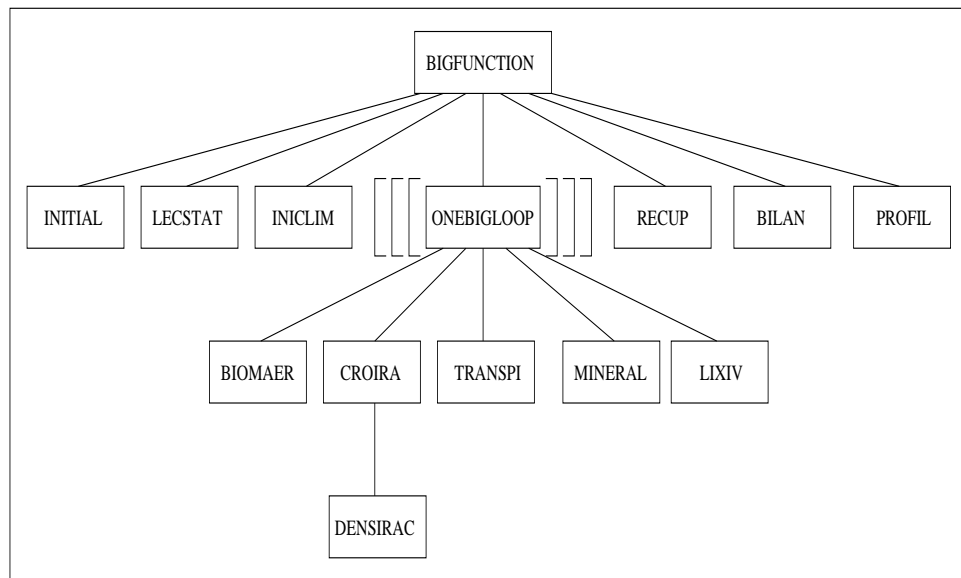 BIGFUNCTION
INITIAL LECSTAT INICLIM ONEBIGLOOP RECUP BILAN PROFIL
BIOMAER CROIRA TRANSPI MINERAL LIXIV
DENSIRAC